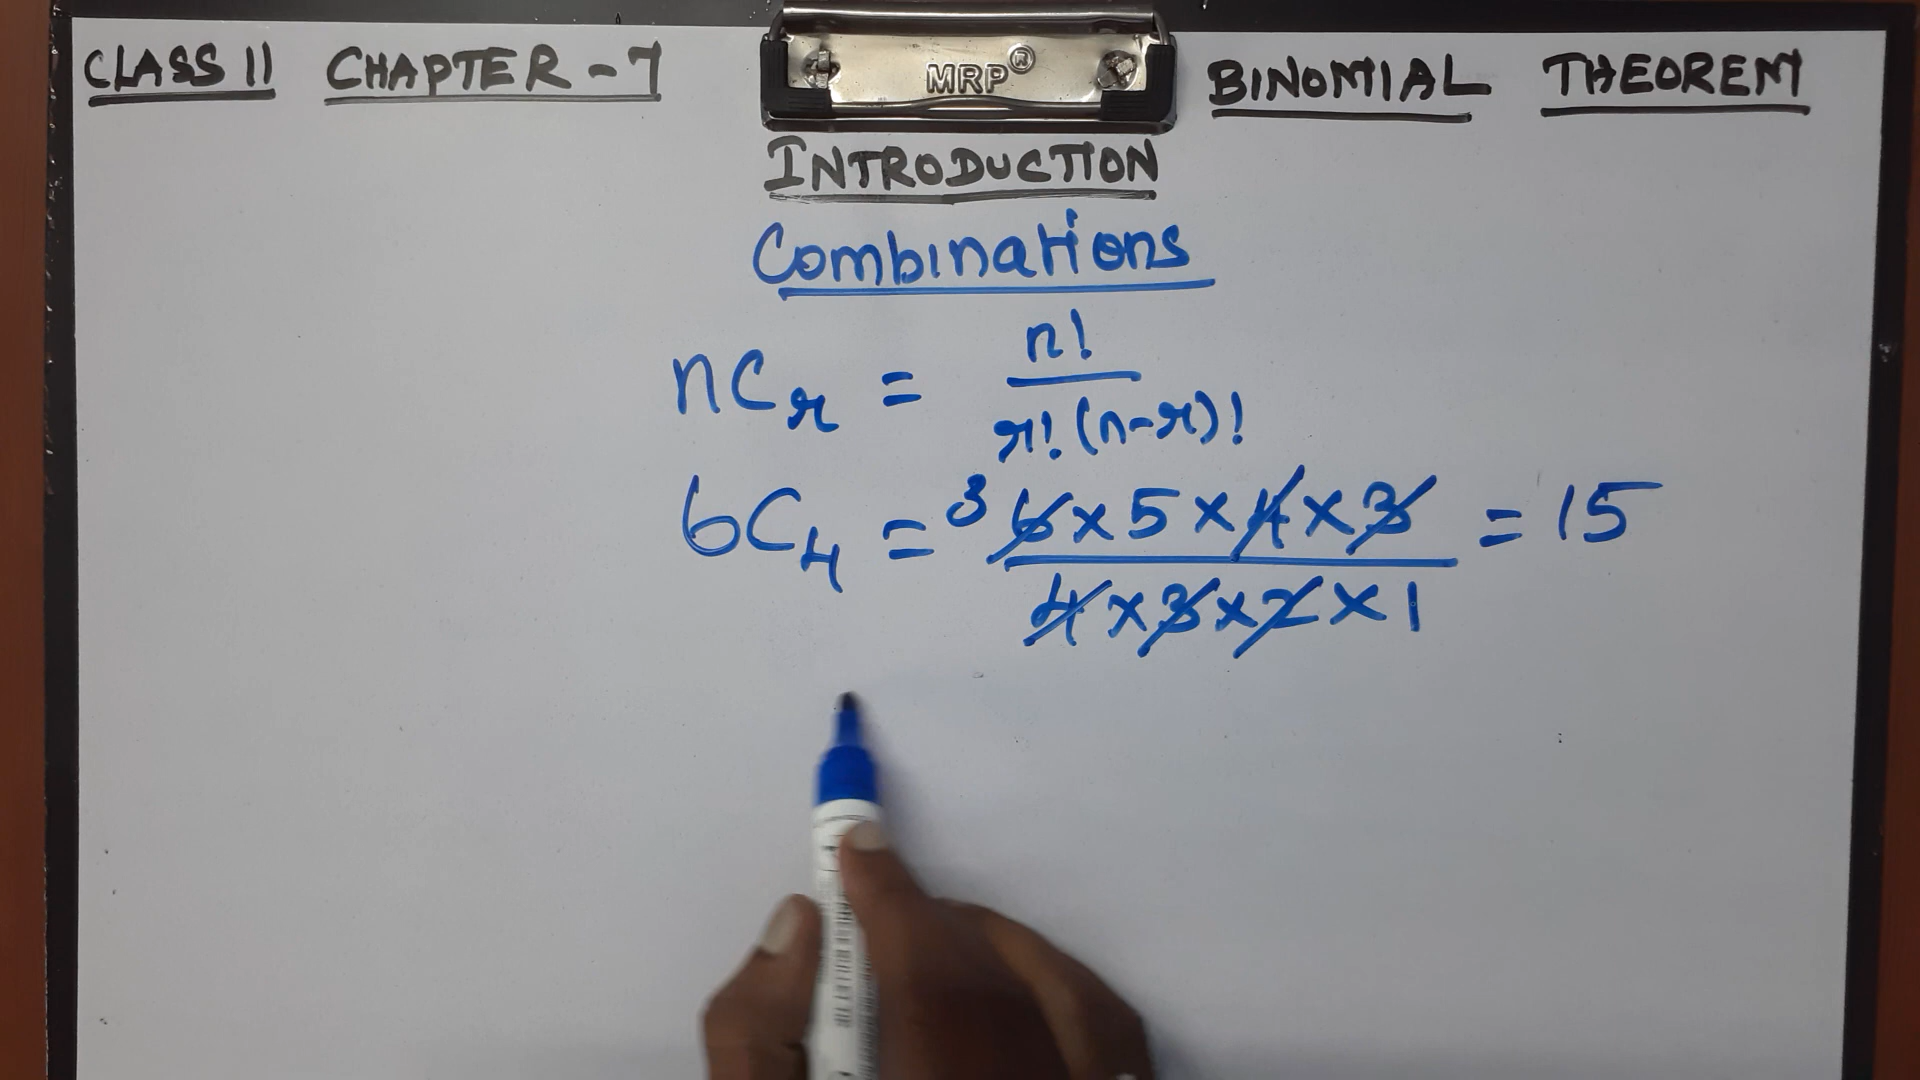 CLASS 11 CHAPTER - 7 BINOMIAL THEOREM
MRP®
INTRODUCTION
Combinations
nCr = n! / r!(n-r)!
6C4 = 3 6 x 5 x 4 x 3 / 4 x 3 x 2 x 1 = 15